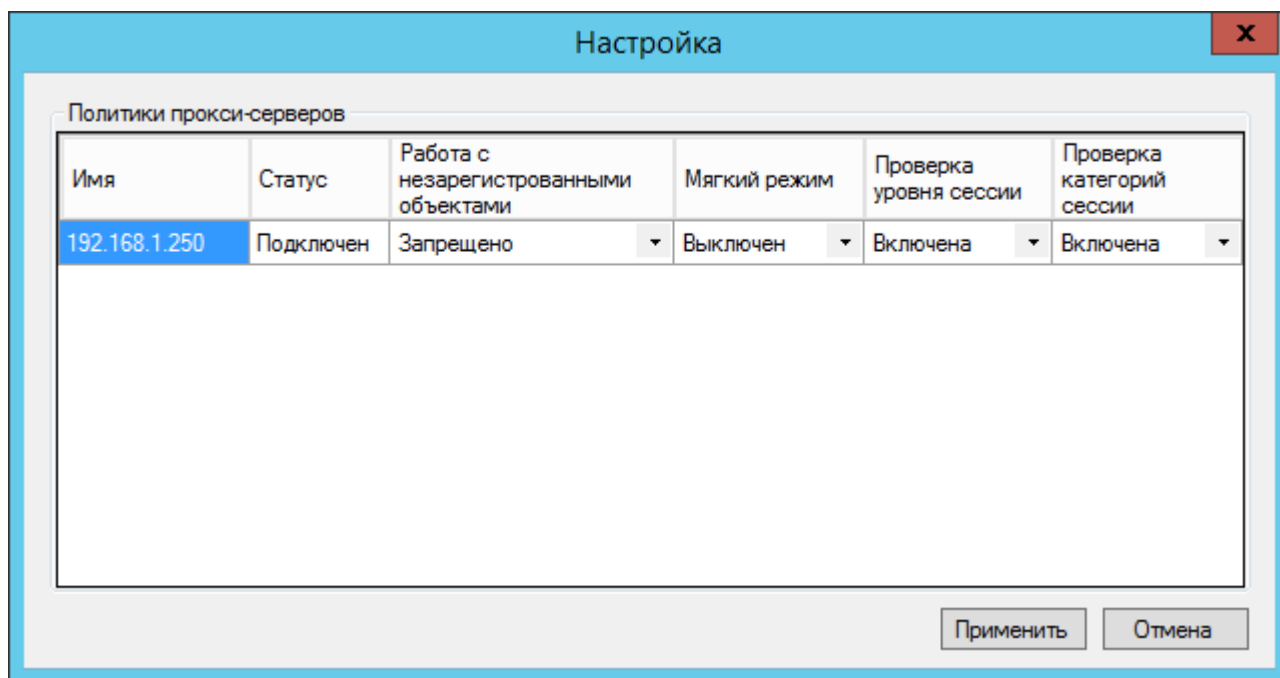 Настройка
x
Политики прокси-серверов
Имя
Статус
Работа с
незарегистрированными
объектами
Мягкий режим
Проверка
уровня сессии
Проверка
категорий
сессии
192.168.1.250
Подключен
Запрещено
Выключен
Включена
Включена
Применить
Отмена